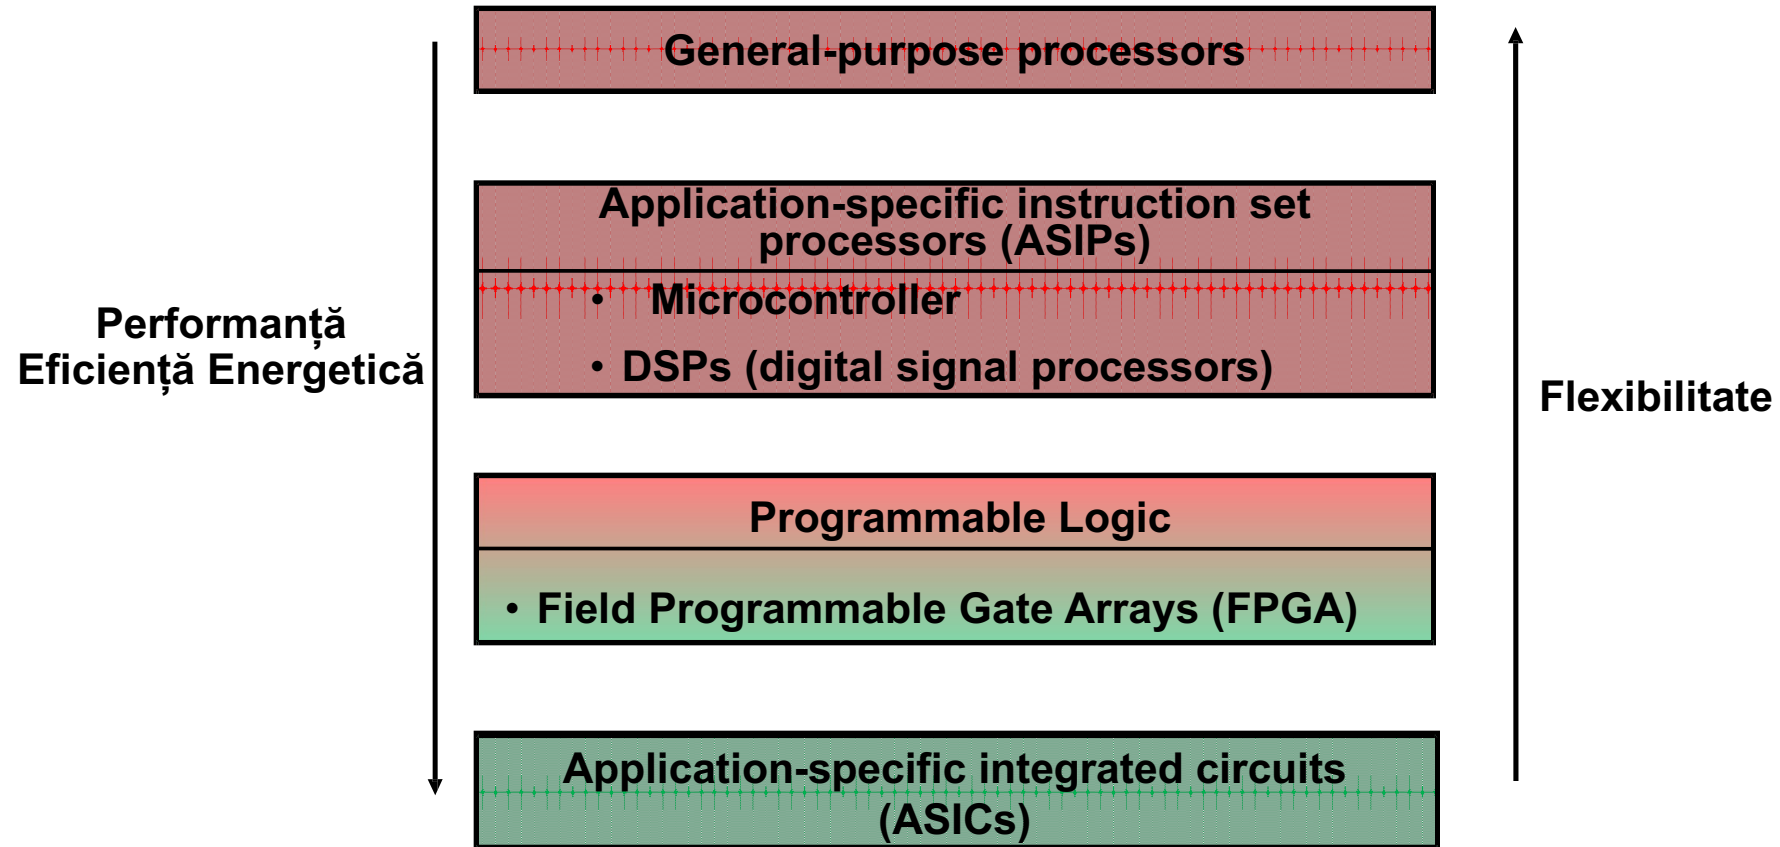 General-purpose processors
Application-specific instruction set
processors (ASIPs)
• Microcontroller
• DSPs (digital signal processors)
Performanță
Eficiență Energetică
Flexibilitate
Programmable Logic
• Field Programmable Gate Arrays (FPGA)
Application-specific integrated circuits
(ASICs)